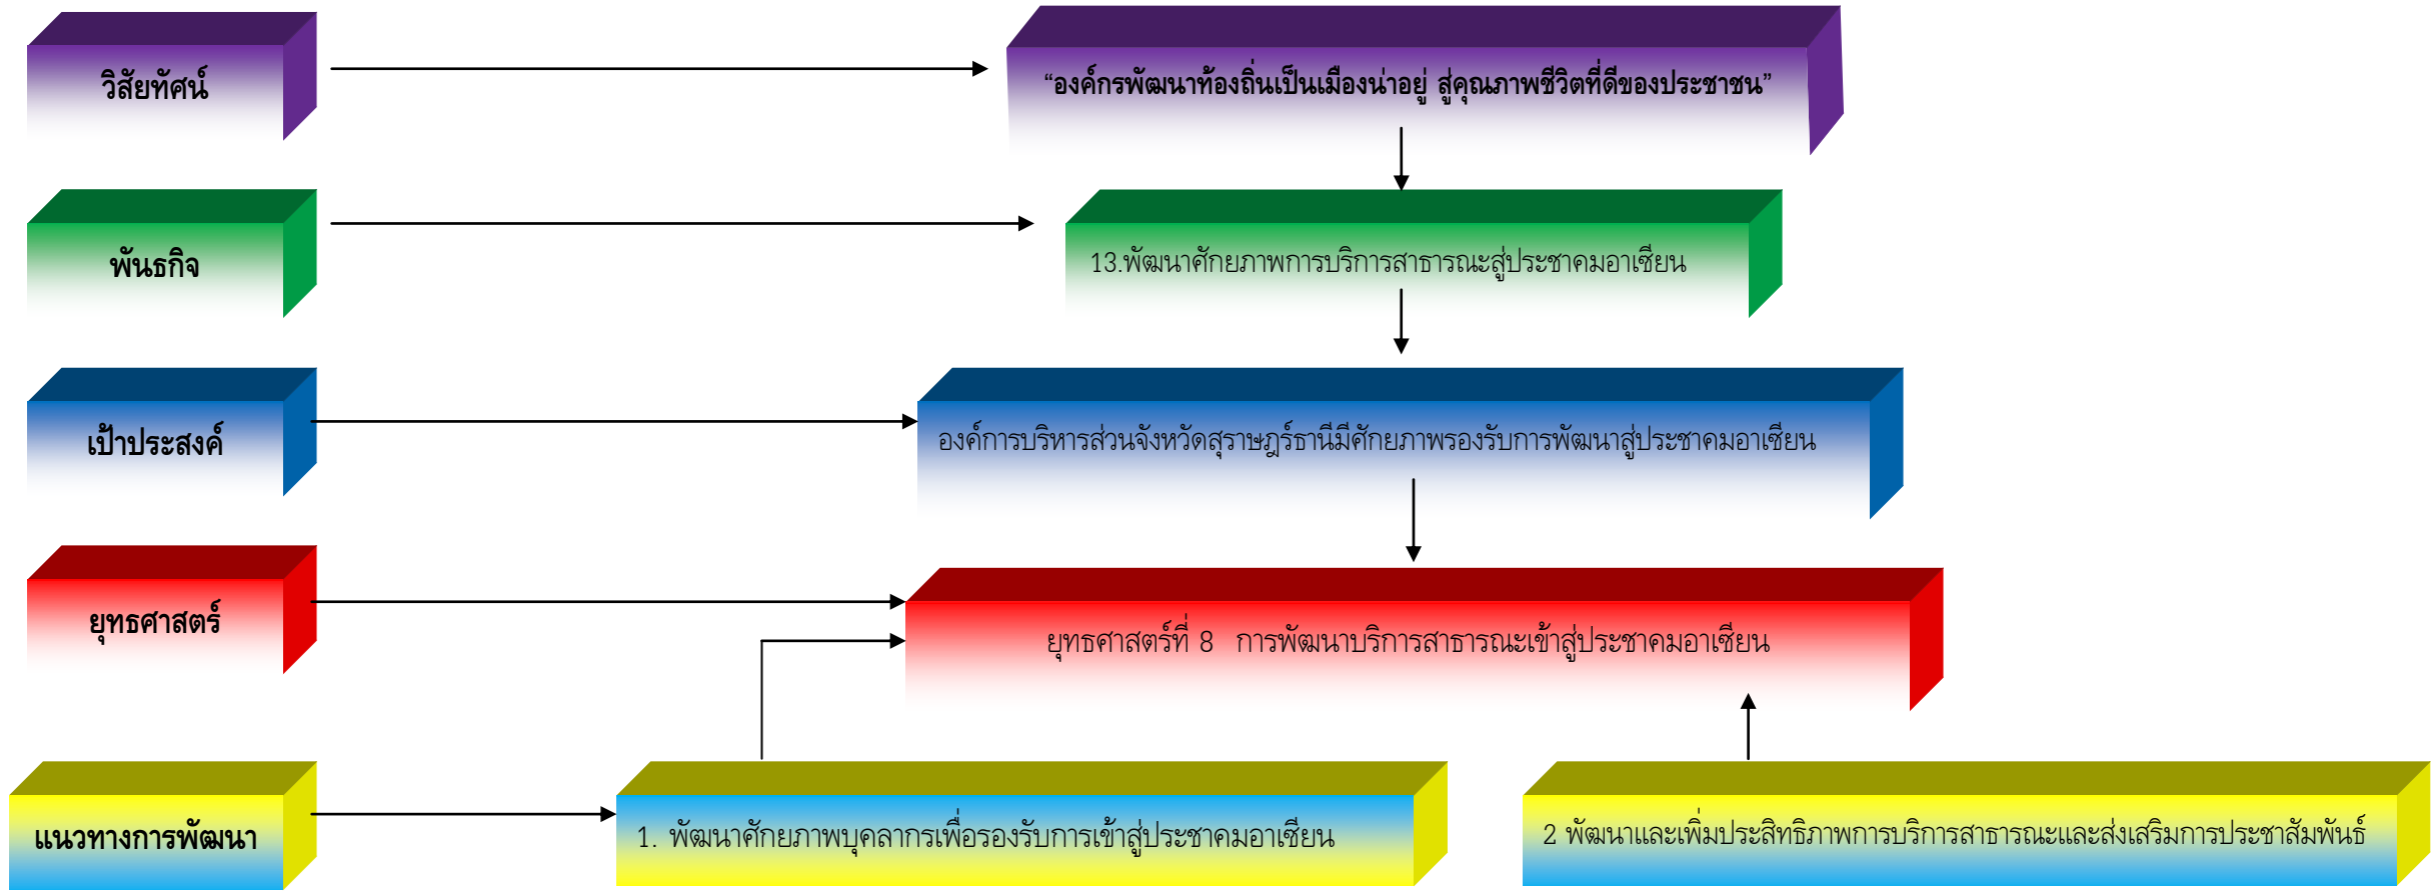 วิสัยทัศน์
“องค์กรพัฒนาท้องถิ่นเป็นเมืองน่าอยู่ สู่คุณภาพชีวิตที่ดีของประชาชน”
พันธกิจ
13.พัฒนาศักยภาพการบริการสาธารณะสู่ประชาคมอาเซียน
เป้าประสงค์
องค์การบริหารส่วนจังหวัดสุราษฎร์ธานีมีศักยภาพรองรับการพัฒนาสู่ประชาคมอาเซียน
ยุทธศาสตร์
ยุทธศาสตร์ที่ 8 การพัฒนาบริการสาธารณะเข้าสู่ประชาคมอาเซียน
แนวทางการพัฒนา
1. พัฒนาศักยภาพบุคลากรเพื่อรองรับการเข้าสู่ประชาคมอาเซียน
2 พัฒนาและเพิ่มประสิทธิภาพการบริการสาธารณะและส่งเสริมการประชาสัมพันธ์